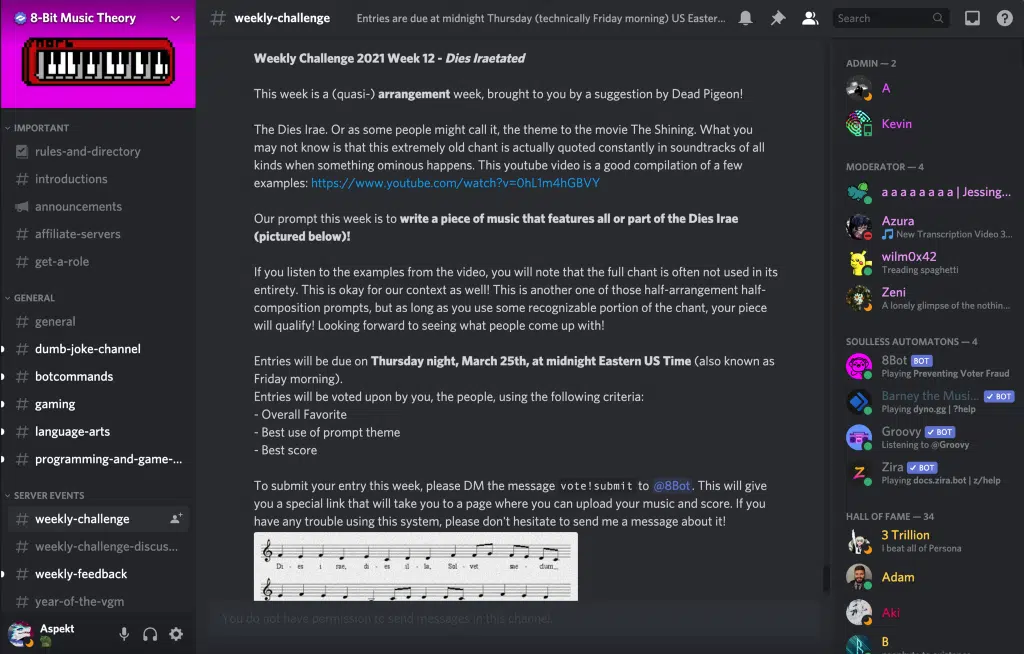 8-Bit Music Theory
IMPORTANT
rules-and-directory
introductions
announcements
affiliate-servers
get-a-role
GENERAL
general
dumb-joke-channel
botcommands
gaming
language-arts
programming-and-game-...
SERVER EVENTS
weekly-challenge
weekly-challenge-discus...
weekly-feedback
year-of-the-vgm
Aspekt
weekly-challenge
Entries are due at midnight Thursday (technically Friday morning) US Easter...
Search
Weekly Challenge 2021 Week 12 - Dies Iraetated
This week is a (quasi-) arrangement week, brought to you by a suggestion by Dead Pigeon!
The Dies Irae. Or as some people might call it, the theme to the movie The Shining. What you
may not know is that this extremely old chant is actually quoted constantly in soundtracks of all
kinds when something ominous happens. This youtube video is a good compilation of a few
examples: https://www.youtube.com/watch?v=0hL1m4hGBVY
Our prompt this week is to write a piece of music that features all or part of the Dies Irae
(pictured below)!
If you listen to the examples from the video, you will note that the full chant is often not used in its
entirety. This is okay for our context as well! This is another one of those half-arrangement half-
composition prompts, but as long as you use some recognizable portion of the chant, your piece
will qualify! Looking forward to seeing what people come up with!
Entries will be due on Thursday night, March 25th, at midnight Eastern US Time (also known as
Friday morning).
Entries will be voted upon by you, the people, using the following criteria:
- Overall Favorite
- Best use of prompt theme
- Best score
To submit your entry this week, please DM the message vote!submit to @8Bot. This will give
you a special link that will take you to a page where you can upload your music and score. If you
have any trouble using this system, please don't hesitate to send me a message about it!
Di - es i rae, di - es il - la, Sol - vet
You do not have permission to send messages in this channel.
ADMIN — 2
A
Kevin
MODERATOR — 4
a a a a a a a a | Jessing...
Azura
New Transcription Video 3...
wilm0x42
Treading spaghetti
Zeni
A lonely glimpse of the nothin...
SOULLESS AUTOMATONS — 4
8Bot BOT
Playing Preventing Voter Fraud
Barney the Musi... BOT
Playing dyno.gg | ?help
Groovy BOT
Listening to @Groovy
Zira BOT
Playing docs.zira.bot | z/help
HALL OF FAME — 34
3 Trillion
I beat all of Persona
Adam
Aki
B